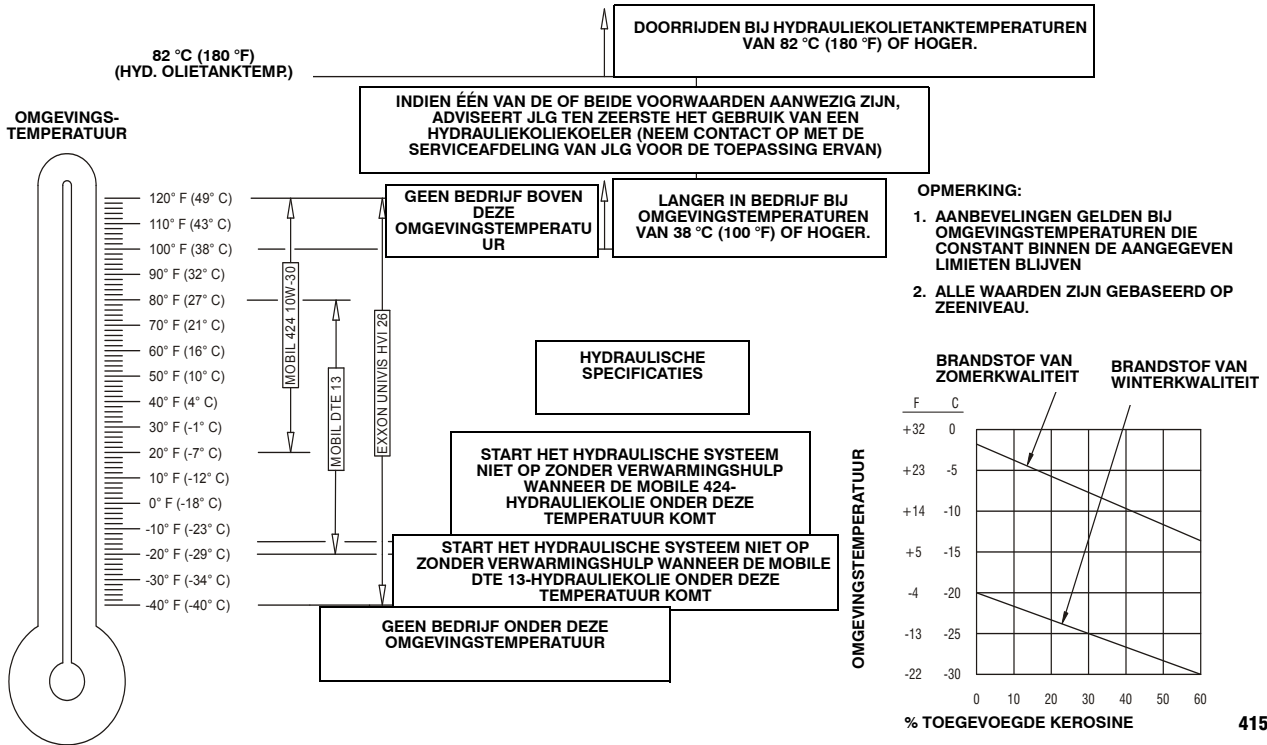 82 °C (180 °F)
(HYD. OLIETANKTEMP.)
DOORRIJDEN BIJ HYDRAULIEKOLIETANKTEMPERATUREN
VAN 82 °C (180 °F) OF HOGER.
INDIEN ÉÉN VAN DE OF BEIDE VOORWAARDEN AANWEZIG ZIJN,
ADVISEERT JLG TEN ZEERSTE HET GEBRUIK VAN EEN
HYDRAULIEKOLIEKOELER (NEEM CONTACT OP MET DE
SERVICEAFDELING VAN JLG VOOR DE TOEPASSING ERVAN)
OMGEVINGS-
TEMPERATUUR
120° F (49° C)
110° F (43° C)
100° F (38° C)
90° F (32° C)
80° F (27° C)
70° F (21° C)
60° F (16° C)
50° F (10° C)
40° F (4° C)
30° F (-1° C)
20° F (-7° C)
10° F (-12° C)
0° F (-18° C)
-10° F (-23° C)
-20° F (-29° C)
-30° F (-34° C)
-40° F (-40° C)
MOBIL 424 10W-30
MOBIL DTE 13
EXXON UNIVIS HVI 26
GEEN BEDRIJF BOVEN
DEZE
OMGEVINGSTEMPERATU
UR
LANGER IN BEDRIJF BIJ
OMGEVINGSTEMPERATUREN
VAN 38 °C (100 °F) OF HOGER.
HYDRAULISCHE
SPECIFICATIES
START HET HYDRAULISCHE SYSTEEM
NIET OP ZONDER VERWARMINGSHULP
WANNEER DE MOBILE 424-
HYDRAULIEKOLIE ONDER DEZE
TEMPERATUUR KOMT
START HET HYDRAULISCHE SYSTEEM NIET OP
ZONDER VERWARMINGSHULP WANNEER DE MOBILE
DTE 13-HYDRAULIEKOLIE ONDER DEZE
TEMPERATUUR KOMT
GEEN BEDRIJF ONDER DEZE
OMGEVINGSTEMPERATUUR
OPMERKING:
1. AANBEVELINGEN GELDEN BIJ
OMGEVINGSTEMPERATUREN DIE
CONSTANT BINNEN DE AANGEGEVEN
LIMIETEN BLIJVEN
2. ALLE WAARDEN ZIJN GEBASEERD OP
ZEENIVEAU.
BRANDSTOF VAN
ZOMERKWALITEIT
BRANDSTOF VAN
WINTERKWALITEIT
F C
+32 0
+23 -5
+14 -10
+5 -15
-4 -20
-13 -25
-22 -30
OMGEVINGSTEMPERATUUR
0 10 20 30 40 50 60
% TOEGEVOEGDE KEROSINE
415